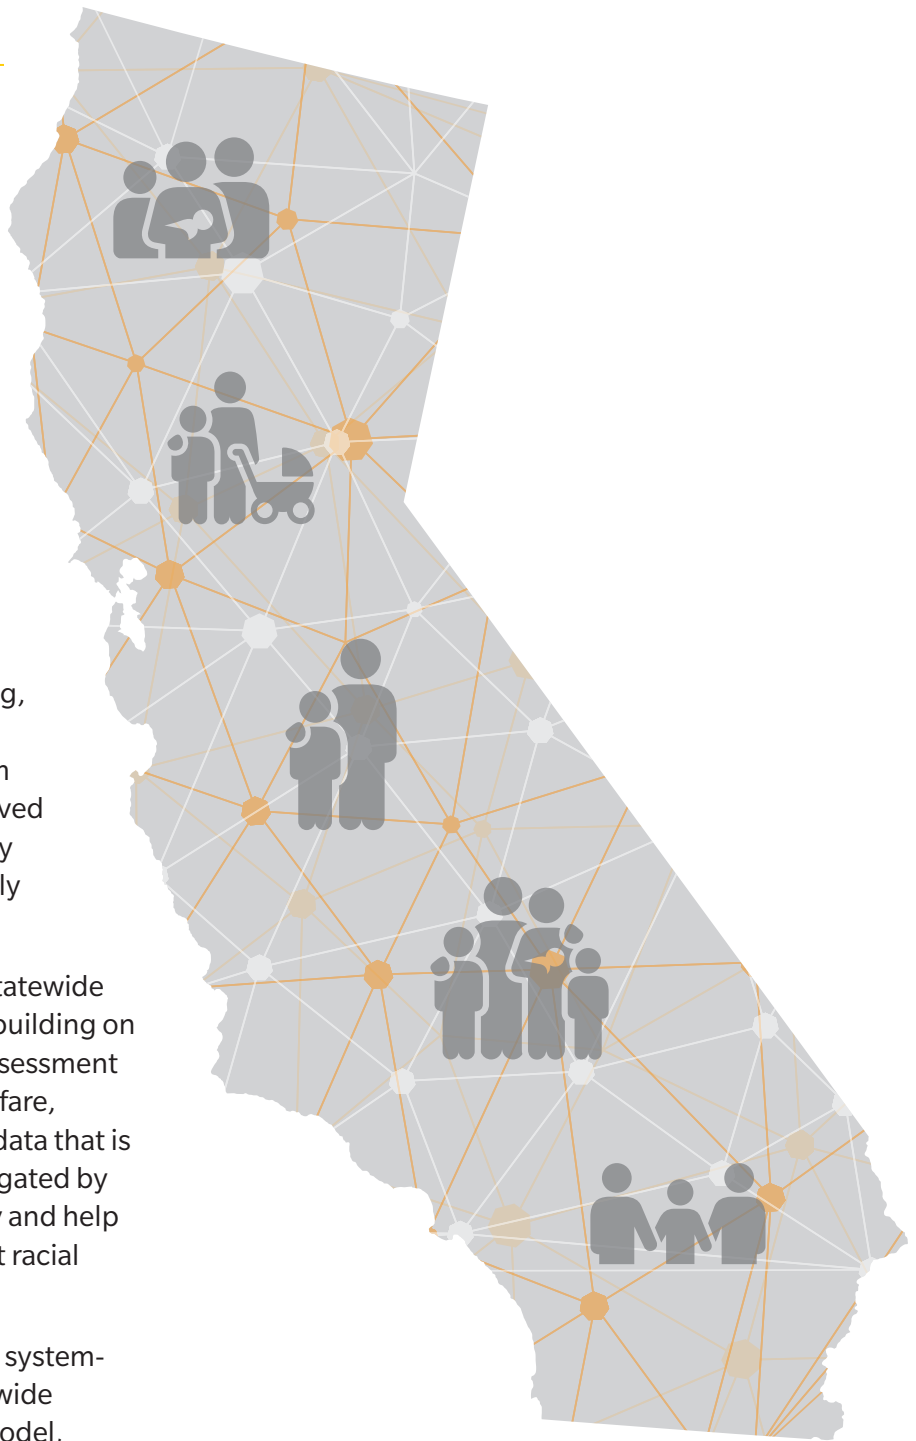 g,
ved
y
ly
tatewide
building on
sessment
fare,
data that is
gated by
y and help
t racial
system-
wide
odel.